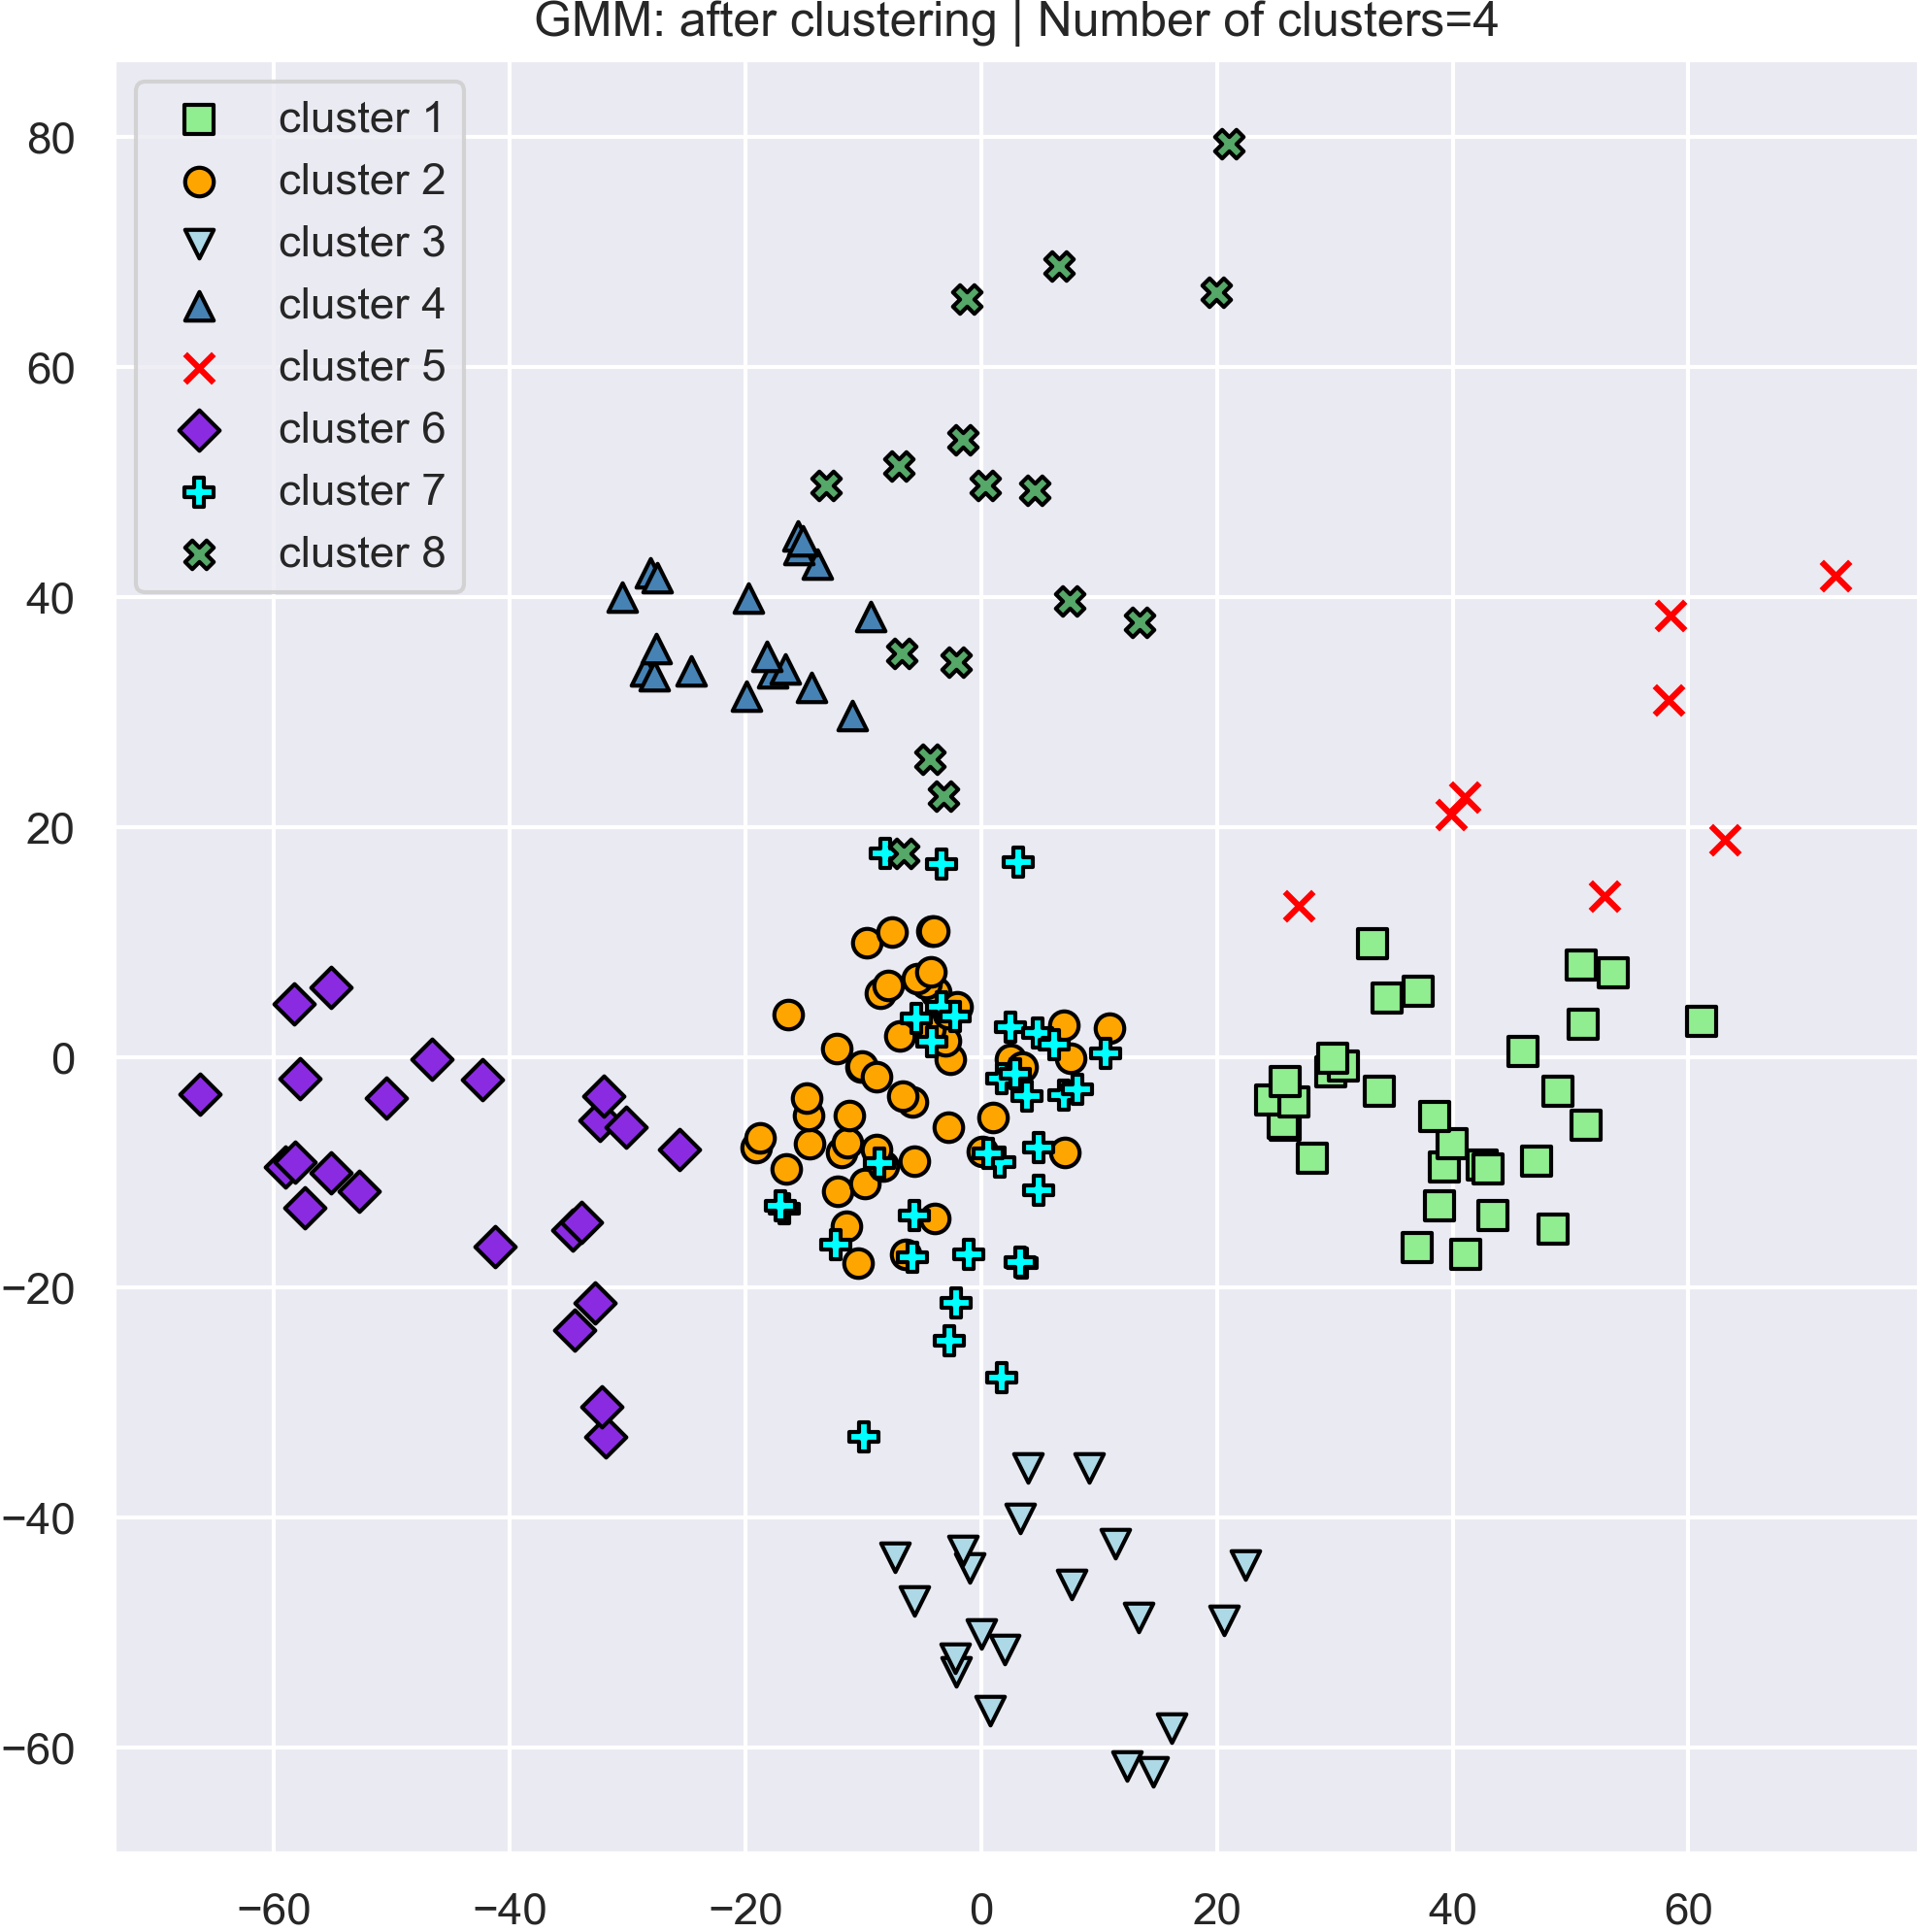 GMM: after clustering | Number of clusters=4
cluster 1
cluster 2
cluster 3
cluster 4
cluster 5
cluster 6
cluster 7
cluster 8
80
60
40
20
0
−20
−40
−60
−60 −40 −20 0 20 40 60